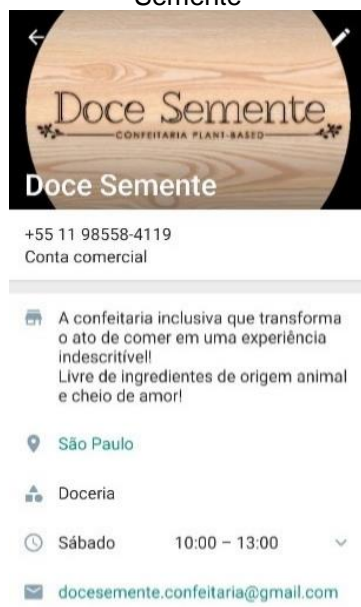 Semente
Doce Semente
CONFEITARIA PLANT-BASED
Doce Semente
+55 11 98558-4119
Conta comercial
A confeitaria inclusiva que transforma
o ato de comer em uma experiência
indescritível!
Livre de ingredientes de origem animal
e cheio de amor!
São Paulo
Doceria
Sábado 10:00 – 13:00
docesemente.confeitaria@gmail.com